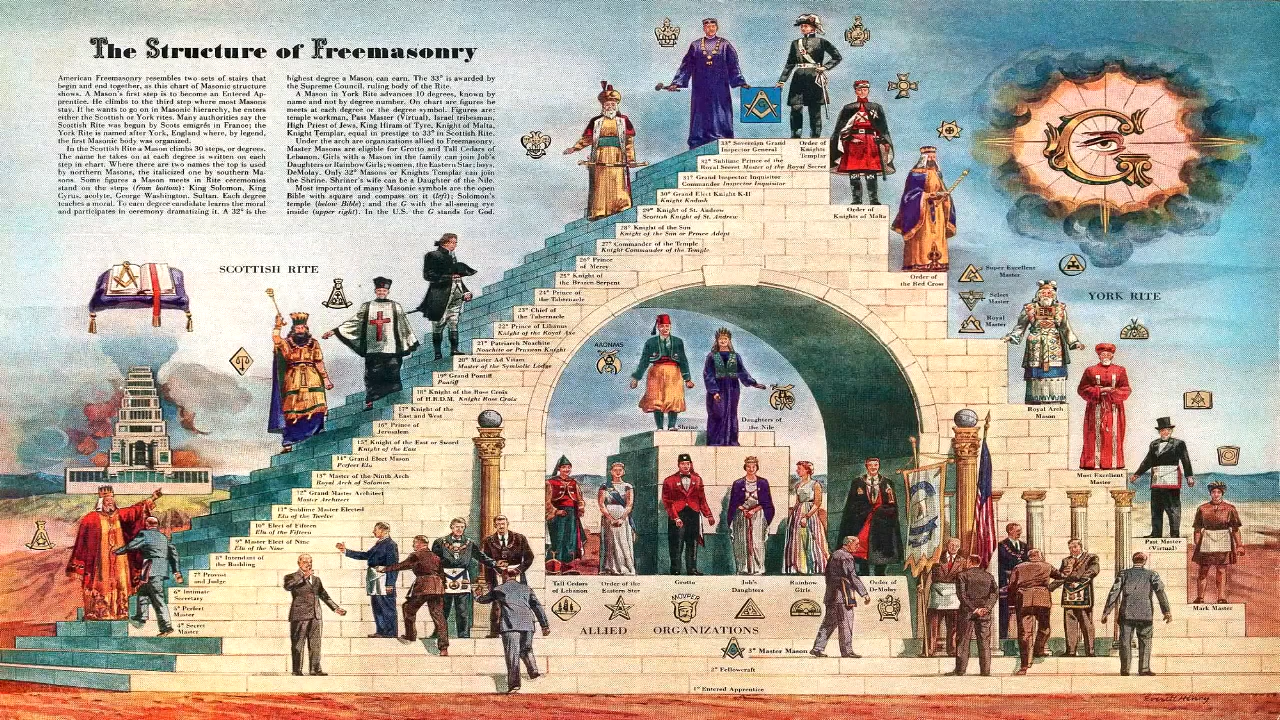 The Structure of Freemasonry
American Freemasonry resembles two sets of stairs that
begin and end together, as this chart of Masonic structure
shows. A Mason's first step is to become an Entered Ap-
prentice. He climbs to the third step where most Masons
stay. If he wants to go on in Masonic hierarchy, he enters
either the Scottish or York rites. Many authorities say the
Scottish Rite was begun by Scots emigrés in France; the
York Rite is named after York, England where, by legend,
the first Masonic body was organized.
In the Scottish Rite a Mason climbs 30 steps, or degrees.
The name he takes on at each degree is written on each
step in chart. Where there are two names the top is used
by northern Masons, the italicized one by southern Ma-
sons. Some figures a Mason meets in Rite ceremonies
stand on the steps (from bottom): King Solomon, King
Cyrus, acolyte, George Washington, Sultan. Each degree
teaches a moral. To earn degree candidate learns the moral
and participates in ceremony dramatizing it. A 32° is the
highest degree a Mason can earn. The 33° is awarded by
the Supreme Council, ruling body of the Rite.
A Mason in York Rite advances 10 degrees, known by
name and not by degree number. On chart are figures he
meets at each degree or the degree symbol. Figures are:
temple workman, Past Master (Virtual), Israel tribesman,
High Priest of Jews, King Hiram of Tyre, Knight of Malta,
Knight Templar, equal in prestige to 33° in Scottish Rite.
Under the arch are organizations allied to Freemasonry.
Master Masons are eligible for Grotto and Tall Cedars of
Lebanon. Girls with a Mason in the family can join Job's
Daughters or Rainbow Girls; women, the Eastern Star; boys,
DeMolay. Only 32° Masons or Knights Templar can join
the Shrine. Shriner's wife can be a Daughter of the Nile.
Most important of many Masonic symbols are the open
Bible with square and compass on it (left); Solomon's
temple (below Bible); and the G with the all-seeing eye
inside (upper right). In the U.S. the G stands for God.
G
33° Sovereign Grand
Inspector General
Order of
Knights
Templar
32° Sublime Prince of the
Royal Secret Master of the Royal Secret
31° Grand Inspector Inquisitor
Commander Inspector Inquisitor
30° Grand Elect Knight K-H
Knight Kadosh
29° Knight of St. Andrew
Scottish Knight of St. Andrew
Order of
Knights of Malta
28° Knight of the Sun
Knight of the Sun or Prince Adept
27° Commander of the Temple
Knight Commander of the Temple
26° Prince
of Mercy
25° Knight of
the Brazen Serpent
Order of
the Red Cross
24° Prince of
the Tabernacle
23° Chief of
the Tabernacle
22° Prince of Libanus
Knight of the Royal Axe
21° Patriarch Noachite
Noachite or Prussian Knight
20° Master Ad Vitam
Master of the Symbolic Lodge
19° Grand Pontiff
Pontiff
18° Knight of the Rose Croix
of H.R.D.M. Knight Rose Croix
17° Knight of the
East and West
16° Prince of
Jerusalem
15° Knight of the East or Sword
Knight of the East
14° Grand Elect Mason
Perfect Elu
13° Master of the Ninth Arch
Royal Arch of Solomon
12° Grand Master Architect
Master Architect
11° Sublime Master Elected
Elu of the Twelve
10° Elect of Fifteen
Elu of the Fifteen
9° Master Elect of Nine
Elu of the Nine
8° Intendant of
the Building
7° Provost
and Judge
6° Intimate
Secretary
5° Perfect
Master
4° Secret
Master
SCOTTISH RITE
YORK RITE
Super Excellent
Master
Select
Master
Royal
Master
Royal Arch
Mason
Most Excellent
Master
Past Master
(Virtual)
Mark Master
AAONMS
Shrine
Daughters of
the Nile
Tall Cedars
of Lebanon
Order of the
Eastern Star
Grotto
Job's
Daughters
Rainbow
Girls
Order of
DeMolay
MOVPER
ALLIED ORGANIZATIONS
3° Master Mason
2° Fellowcraft
1° Entered Apprentice